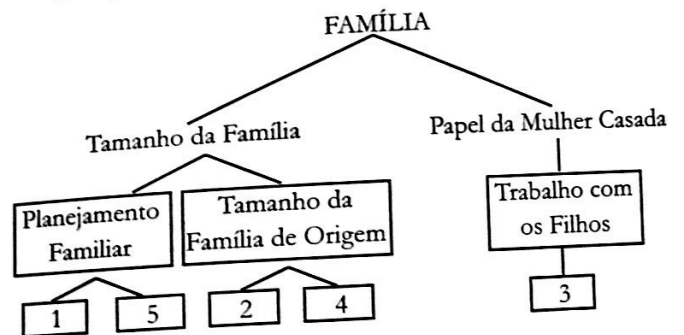 FAMÍLIA
Tamanho da Família
Papel da Mulher Casada
Planejamento
Familiar
Tamanho da
Família de Origem
Trabalho com
os Filhos
1
5
2
4
3